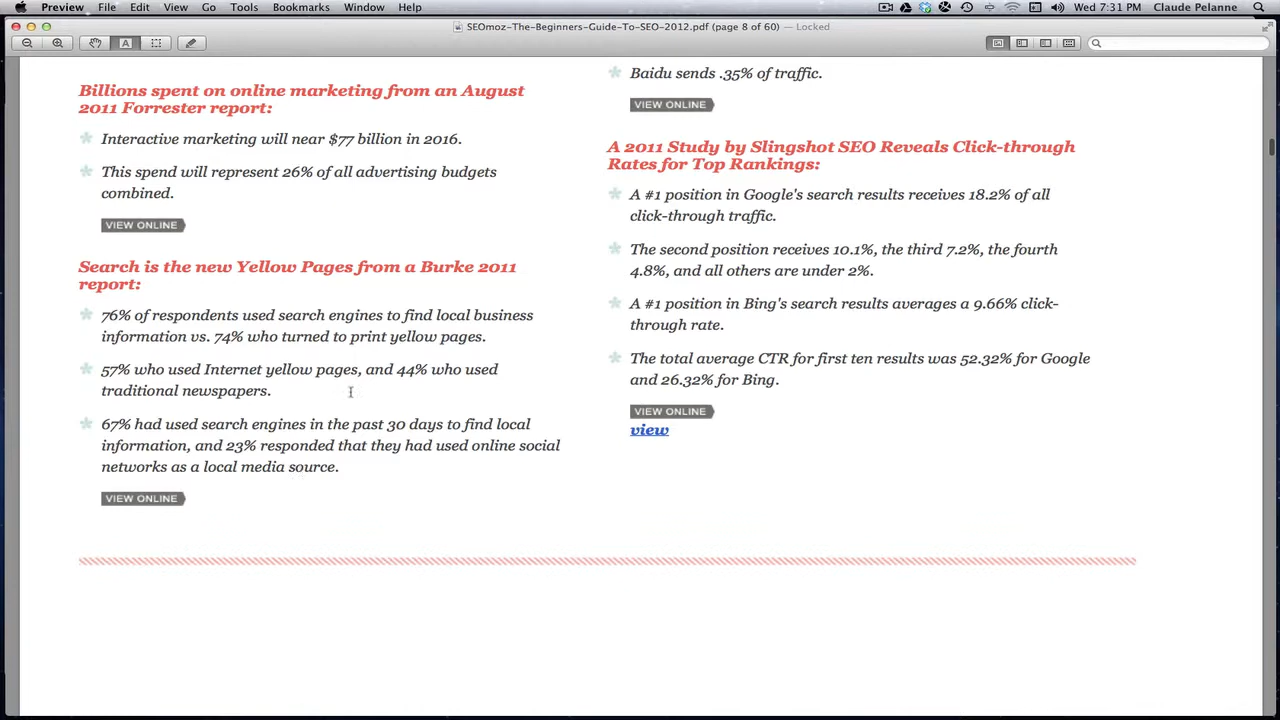 Preview File Edit View Go Tools Bookmarks Window Help Wed 7:31 PM Claude Pelanne
SEOmoz-The-Beginners-Guide-To-SEO-2012.pdf (page 8 of 60) — Locked
Billions spent on online marketing from an August
2011 Forrester report:
Interactive marketing will near $77 billion in 2016.
This spend will represent 26% of all advertising budgets
combined.
VIEW ONLINE
Search is the new Yellow Pages from a Burke 2011
report:
76% of respondents used search engines to find local business
information vs. 74% who turned to print yellow pages.
57% who used Internet yellow pages, and 44% who used
traditional newspapers.
67% had used search engines in the past 30 days to find local
information, and 23% responded that they had used online social
networks as a local media source.
VIEW ONLINE
Baidu sends .35% of traffic.
VIEW ONLINE
A 2011 Study by Slingshot SEO Reveals Click-through
Rates for Top Rankings:
A #1 position in Google's search results receives 18.2% of all
click-through traffic.
The second position receives 10.1%, the third 7.2%, the fourth
4.8%, and all others are under 2%.
A #1 position in Bing's search results averages a 9.66% click-
through rate.
The total average CTR for first ten results was 52.32% for Google
and 26.32% for Bing.
VIEW ONLINE
view